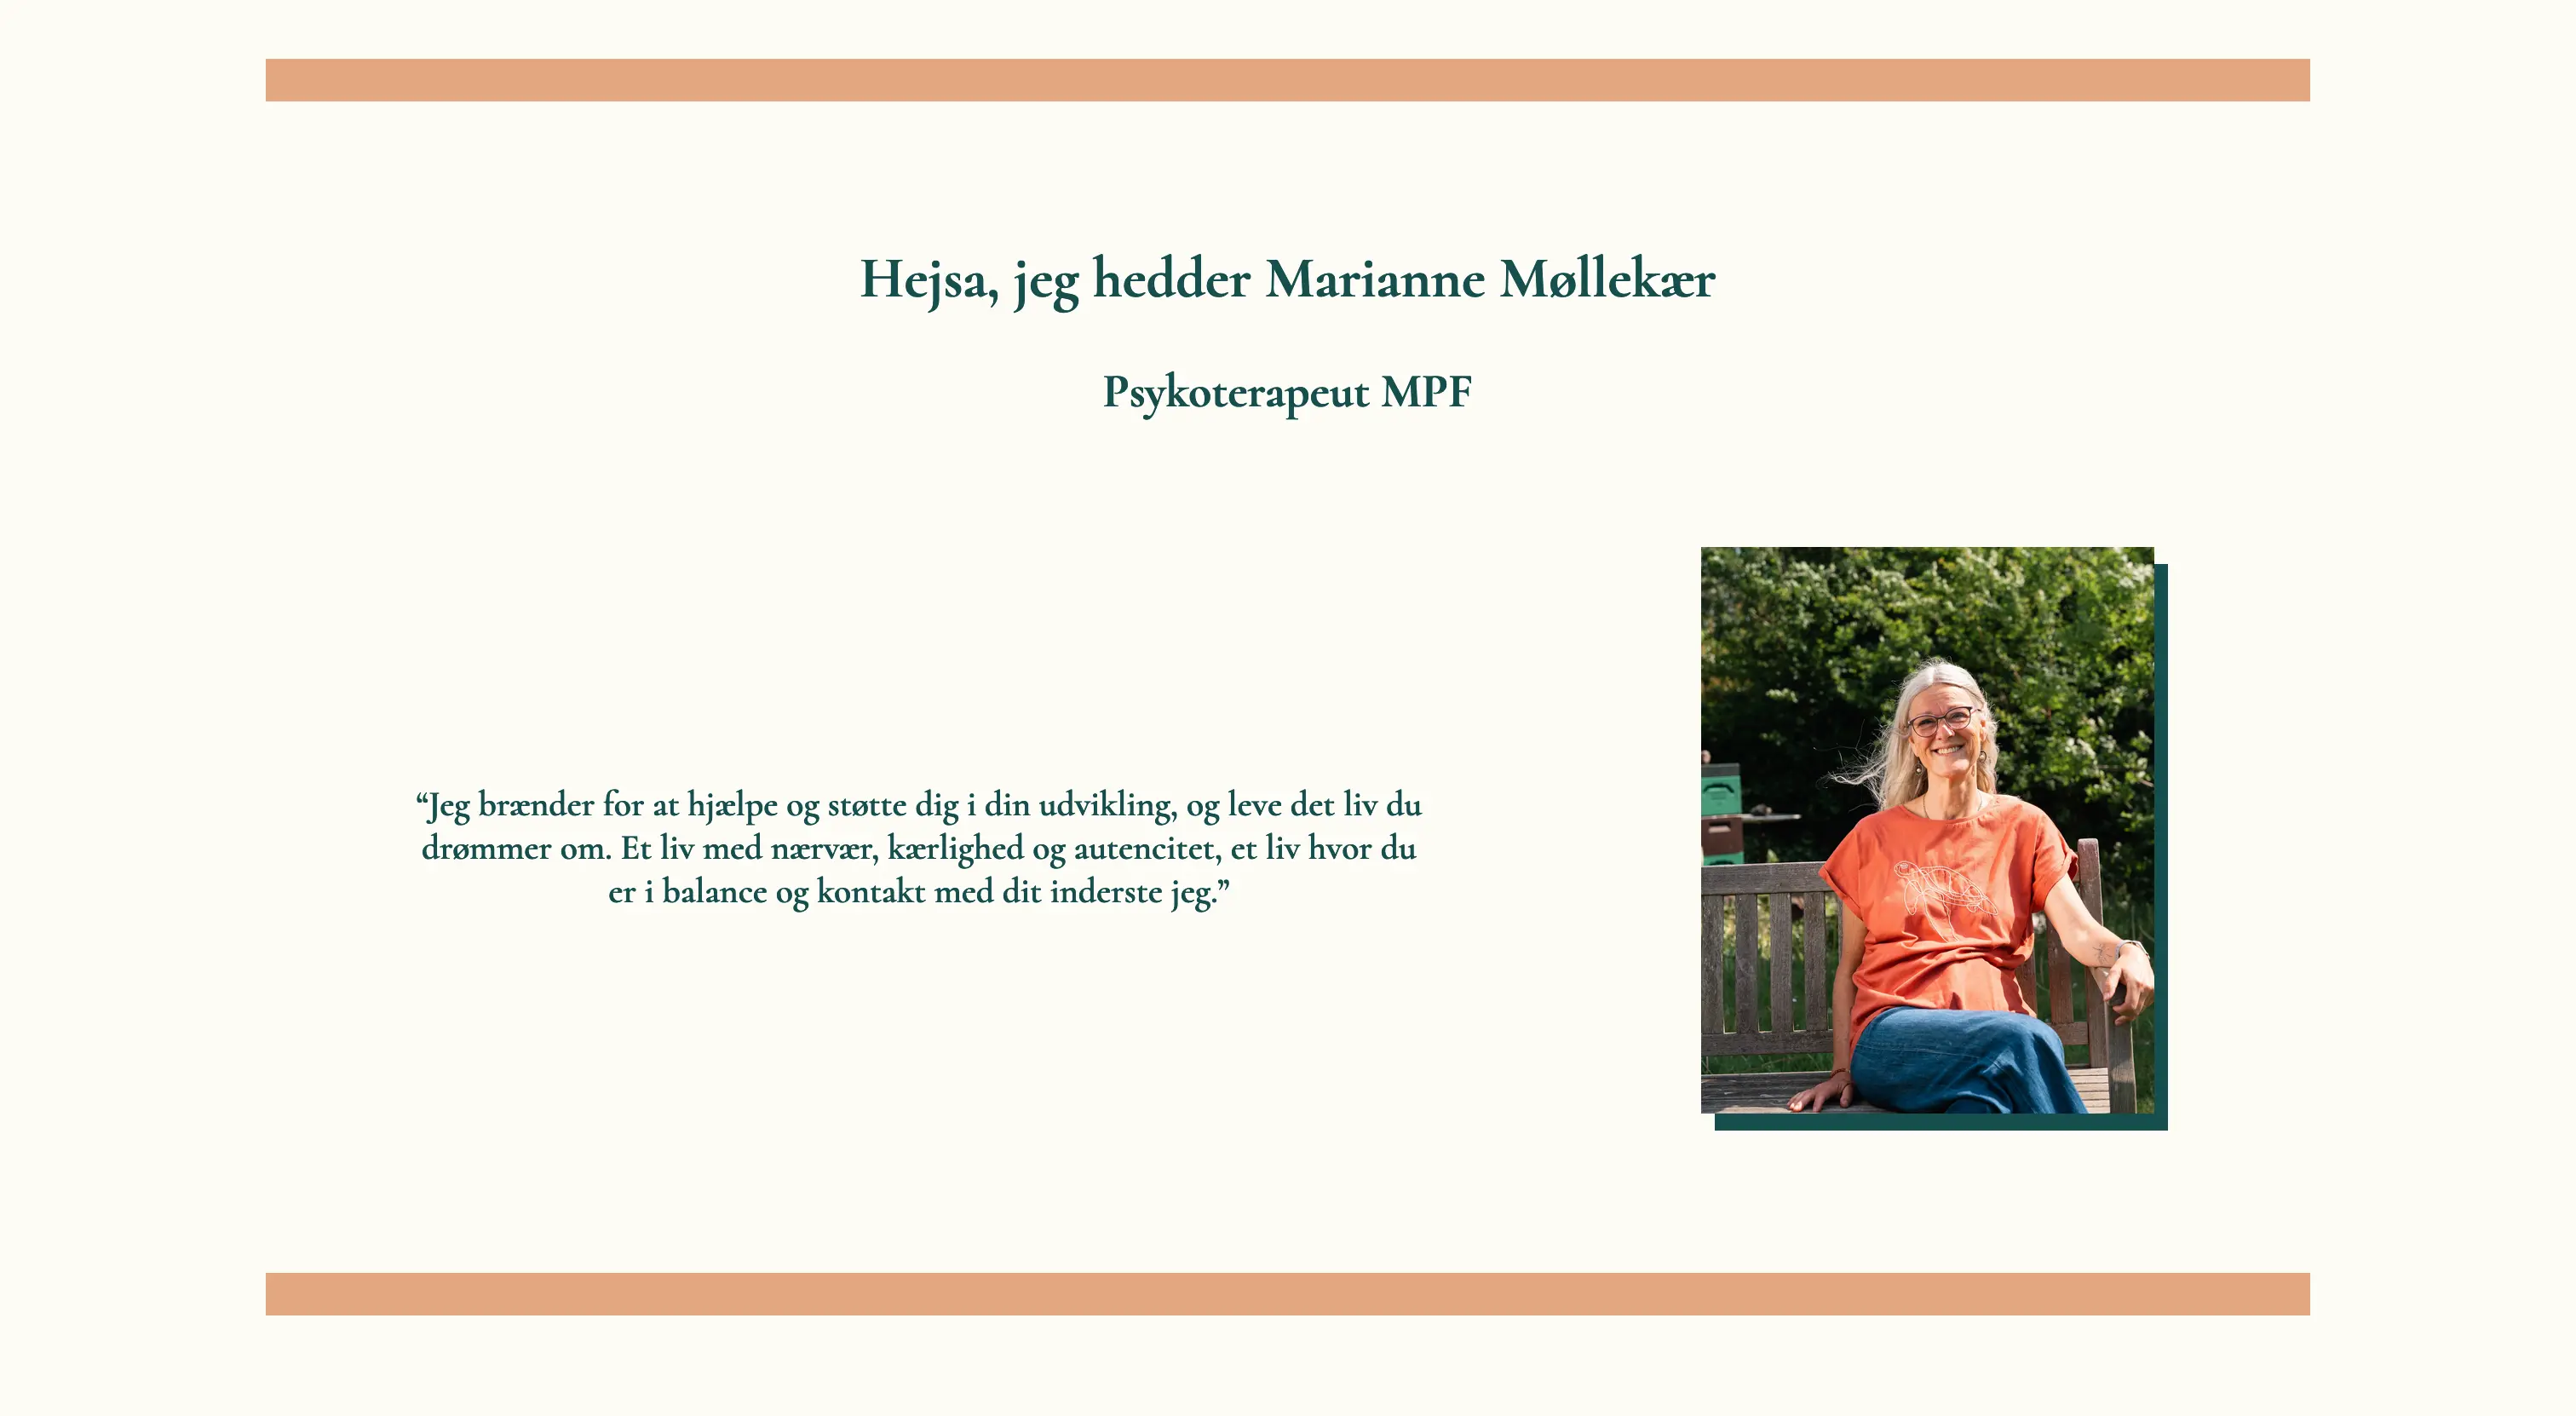 Hejsa, jeg hedder Marianne Møllekær
Psykoterapeut MPF
“Jeg brænder for at hjælpe og støtte dig i din udvikling, og leve det liv du
drømmer om. Et liv med nærvær, kærlighed og autencitet, et liv hvor du
er i balance og kontakt med dit inderste jeg.”